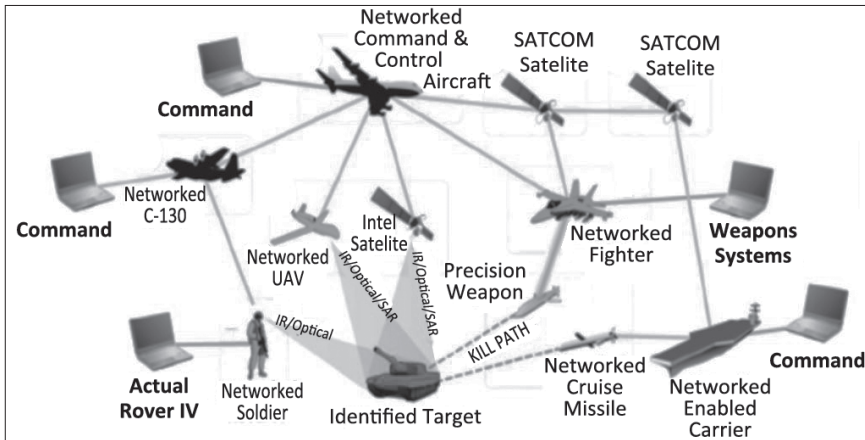 Networked
Command &
Control
Aircraft
SATCOM
Satelite
SATCOM
Satelite
Command
Networked
C-130
Command
Networked
UAV
Intel
Satelite
IR/Optical/SAR
IR/Optical/SAR
Precision
Weapon
Networked
Fighter
Weapons
Systems
IR/Optical
KILL PATH
Actual
Rover IV
Networked
Soldier
Identified Target
Networked
Cruise
Missile
Networked
Enabled
Carrier
Command